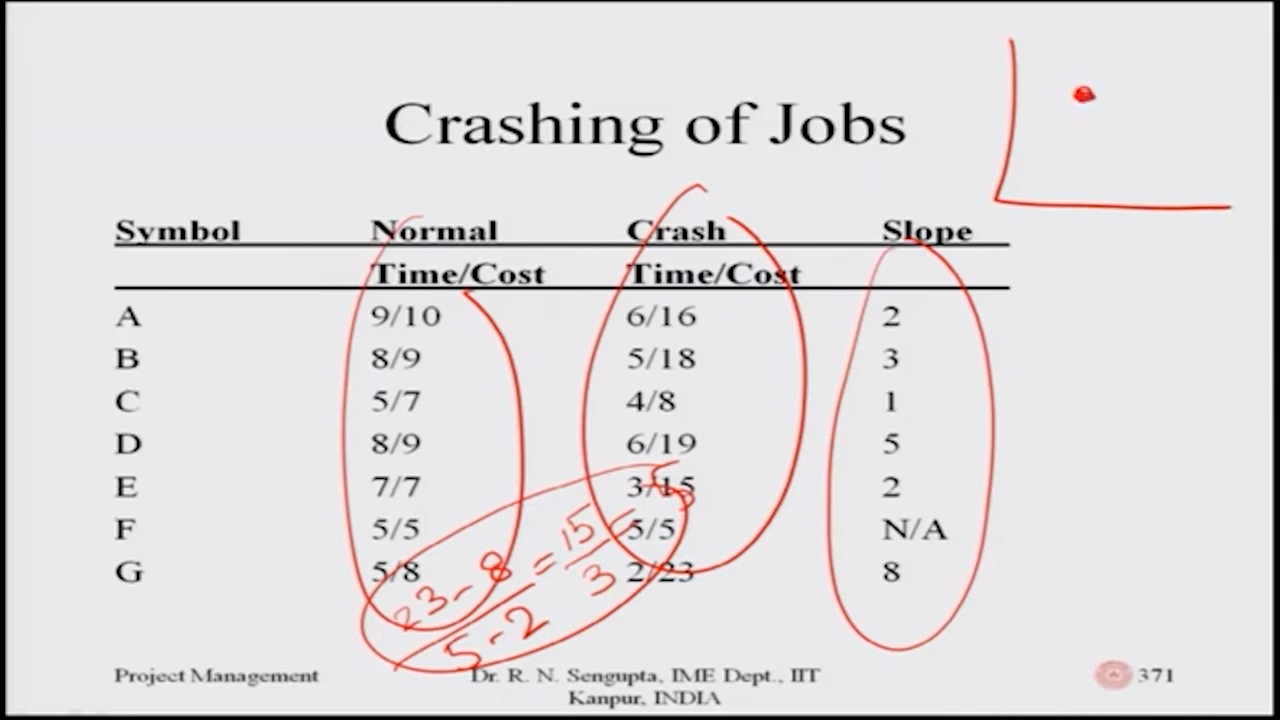 Crashing of Jobs
Symbol Normal Crash Slope
Time/Cost Time/Cost
A 9/10 6/16 2
B 8/9 5/18 3
C 5/7 4/8 1
D 8/9 6/19 5
E 7/7 3/15 2
F 5/5 5/5 N/A
G 5/8 2/23 8
23-8 = 15 = 5
5-2 3
Project Management Dr. R. N. Sengupta, IME Dept., IIT 371
Kanpur, INDIA